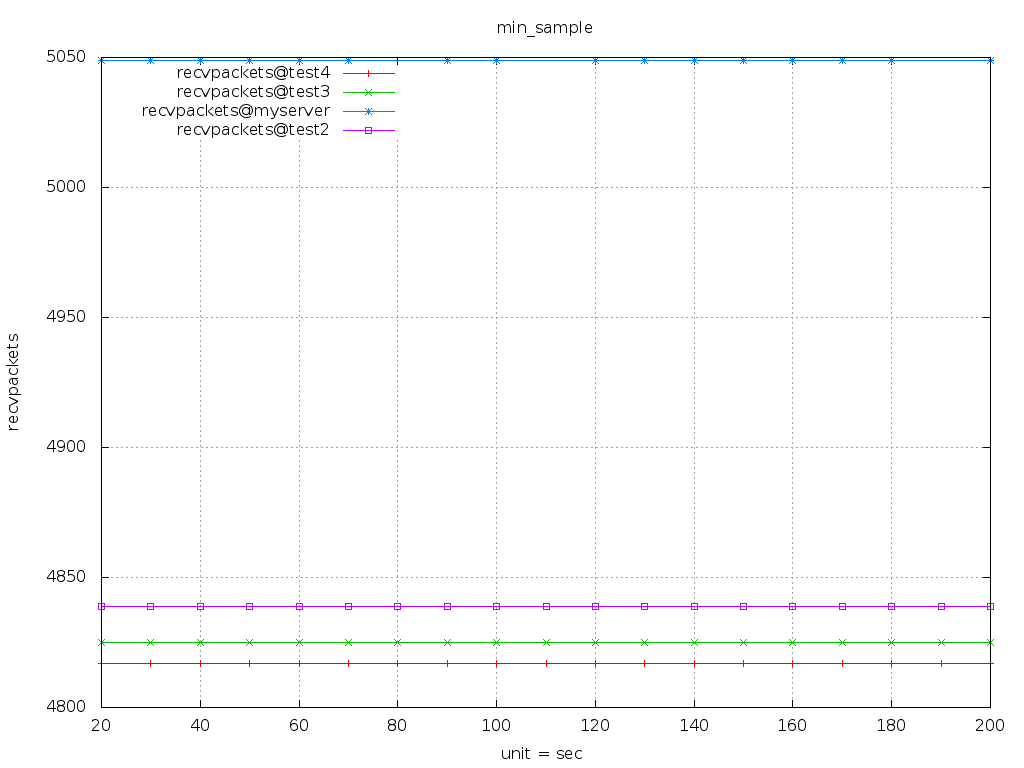 min_sample
5050
recvpackets@test4
recvpackets@test3
recvpackets@myserver
recvpackets@test2
5000
4950
recvpackets
4900
4850
4800
20 40 60 80 100 120 140 160 180 200
unit = sec